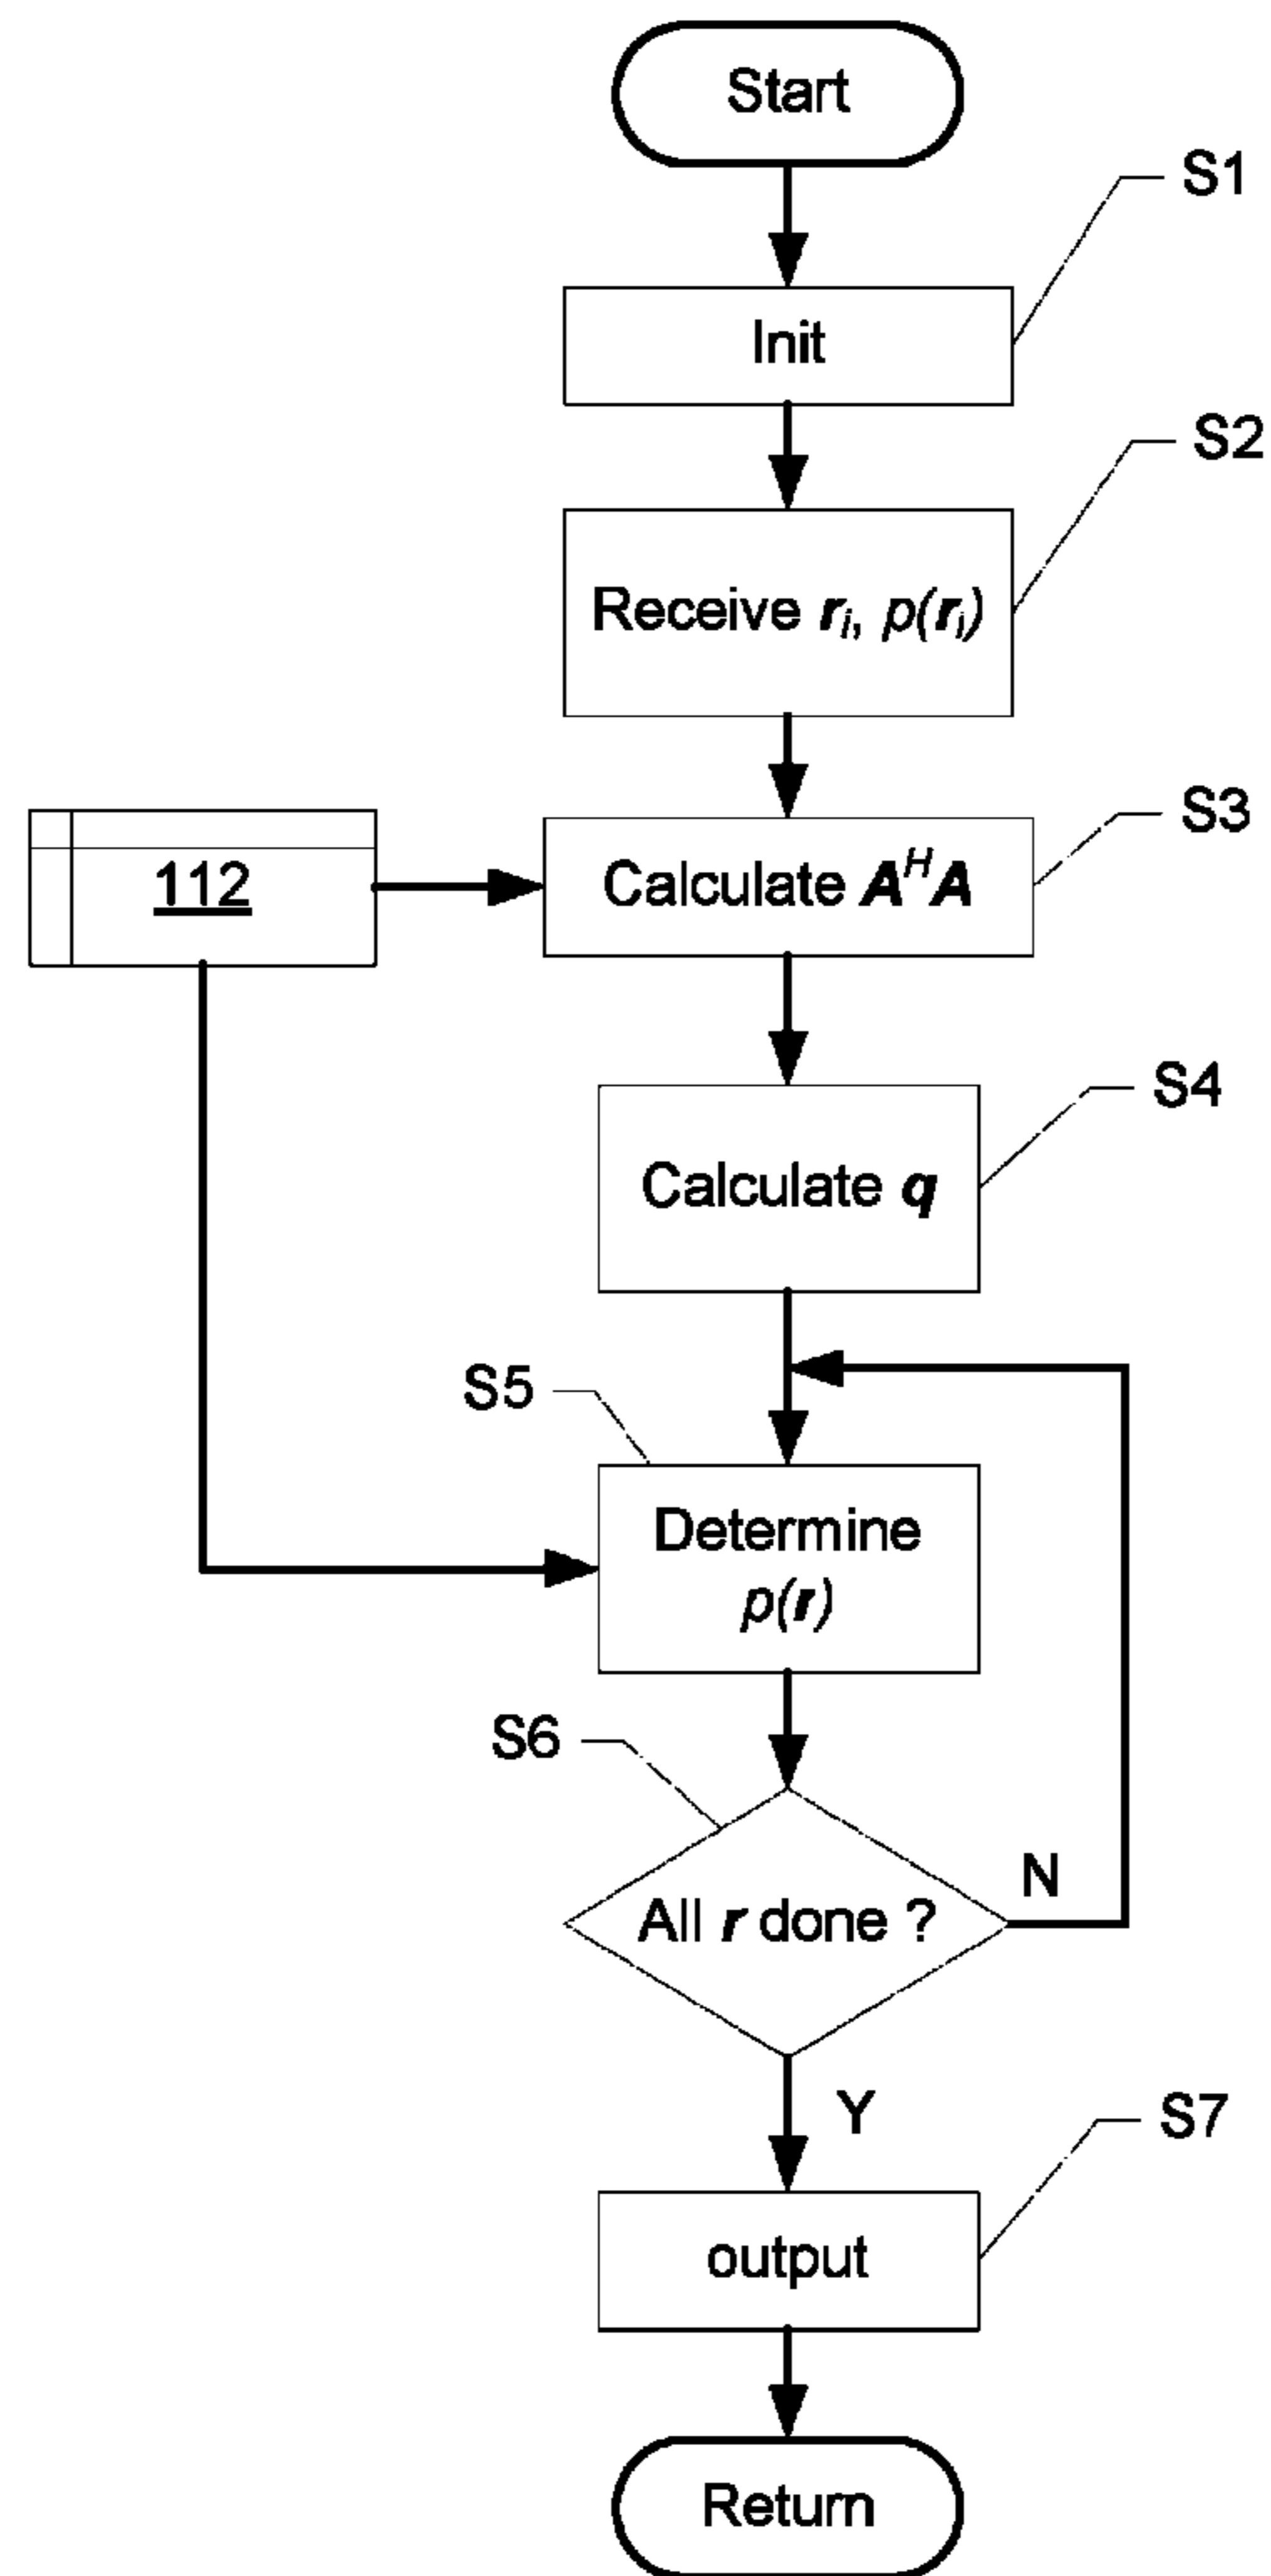 Start
S1
Init
S2
Receive rᵢ, p(rᵢ)
S3
112
Calculate AᴴA
S4
Calculate q
S5
Determine
p(r)
S6
All r done ?
N
Y
S7
output
Return